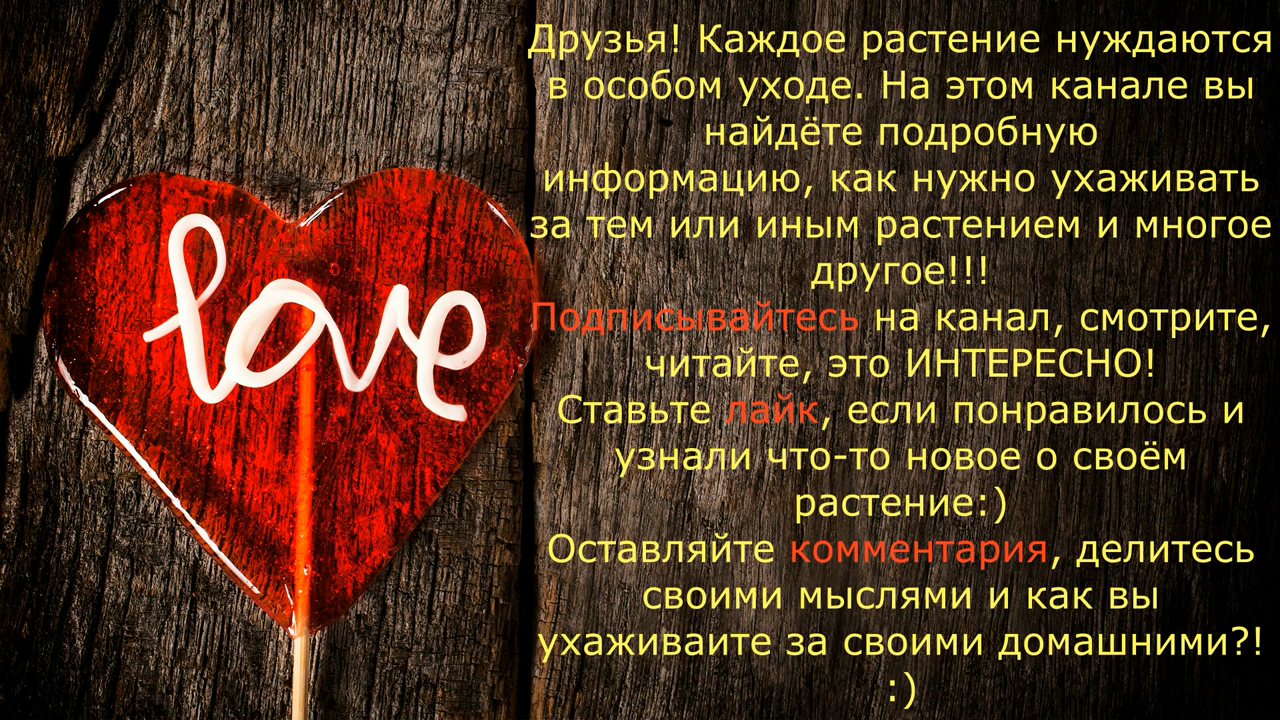 love
Друзья! Каждое растение нуждаются
в особом уходе. На этом канале вы
найдёте подробную
информацию, как нужно ухаживать
за тем или иным растением и многое
другое!!!
Подписывайтесь на канал, смотрите,
читайте, это ИНТЕРЕСНО!
Ставьте лайк, если понравилось и
узнали что-то новое о своём
растение:)
Оставляйте комментария, делитесь
своими мыслями и как вы
ухаживаите за своими домашними?!
:)